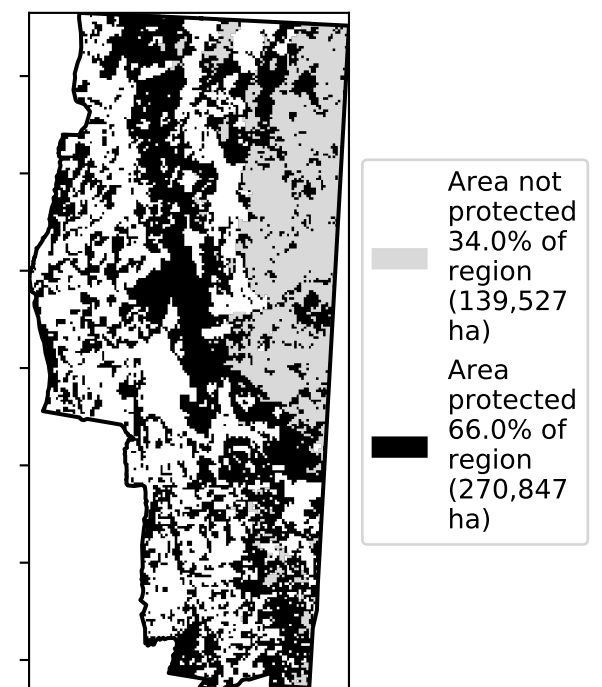 Area not
protected
34.0% of
region
(139,527
ha)
Area
protected
66.0% of
region
(270,847
ha)